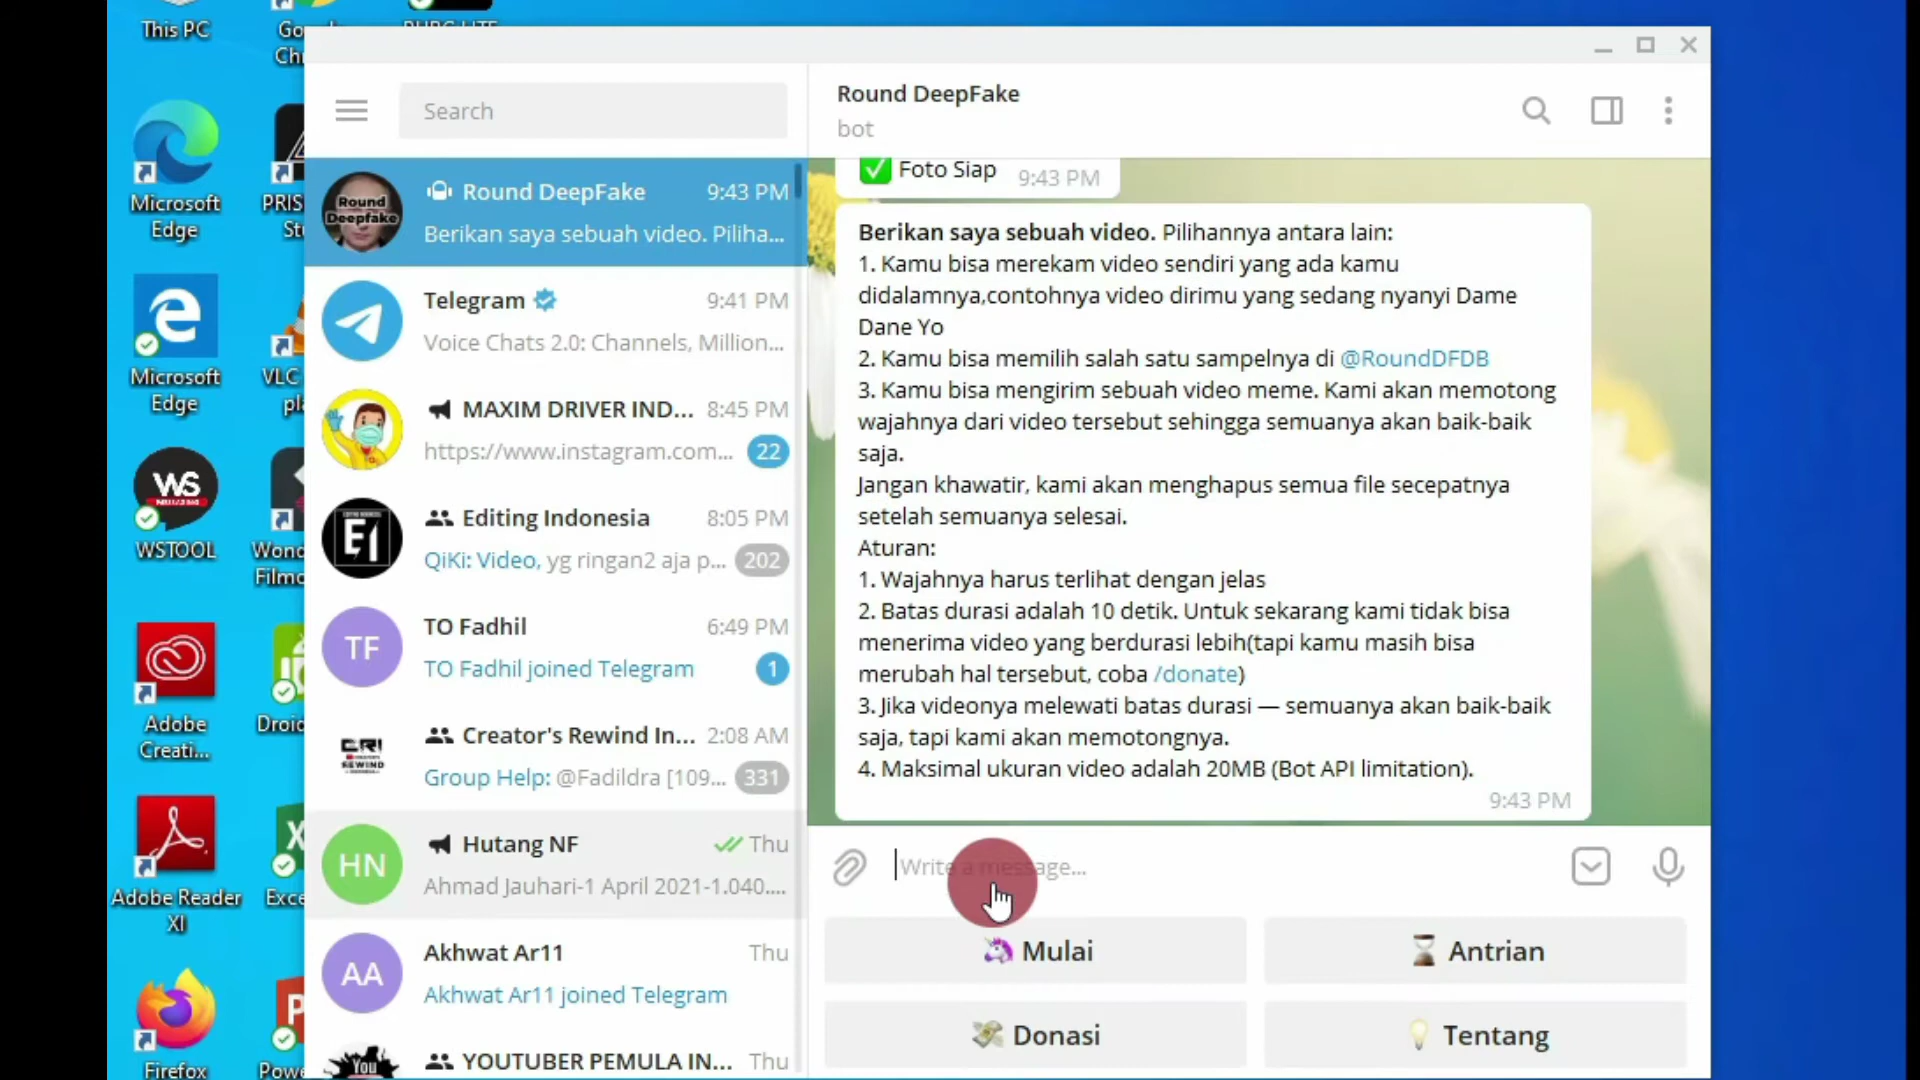 This PC
Microsoft
Edge
PRIS
Microsoft
Edge
VLC
WS
WSTOOL
Filmo
Adobe
Creati...
Droid
Adobe Reader
XI
Exce
Firefox
Powe
Search
Round DeepFake
bot
Round
Deepfake
Round DeepFake 9:43 PM
Berikan saya sebuah video. Piliha...
Telegram 9:41 PM
Voice Chats 2.0: Channels, Million...
MAXIM DRIVER IND... 8:45 PM
https://www.instagram.com... 22
Editing Indonesia 8:05 PM
QiKi: Video, yg ringan2 aja p... 202
TF
TO Fadhil 6:49 PM
TO Fadhil joined Telegram 1
CRI
REWIND
Creator's Rewind In... 2:08 AM
Group Help: @Fadildra [109... 331
HN
Hutang NF Thu
Ahmad Jauhari-1 April 2021-1.040....
AA
Akhwat Ar11 Thu
Akhwat Ar11 joined Telegram
You
YOUTUBER PEMULA IN... Thu
Foto Siap 9:43 PM
Berikan saya sebuah video. Pilihannya antara lain:
1. Kamu bisa merekam video sendiri yang ada kamu
didalamnya,contohnya video dirimu yang sedang nyanyi Dame
Dane Yo
2. Kamu bisa memilih salah satu sampelnya di @RoundDFDB
3. Kamu bisa mengirim sebuah video meme. Kami akan memotong
wajahnya dari video tersebut sehingga semuanya akan baik-baik
saja.
Jangan khawatir, kami akan menghapus semua file secepatnya
setelah semuanya selesai.
Aturan:
1. Wajahnya harus terlihat dengan jelas
2. Batas durasi adalah 10 detik. Untuk sekarang kami tidak bisa
menerima video yang berdurasi lebih(tapi kamu masih bisa
merubah hal tersebut, coba /donate)
3. Jika videonya melewati batas durasi — semuanya akan baik-baik
saja, tapi kami akan memotongnya.
4. Maksimal ukuran video adalah 20MB (Bot API limitation).
9:43 PM
Write a message...
Mulai
Antrian
Donasi
Tentang